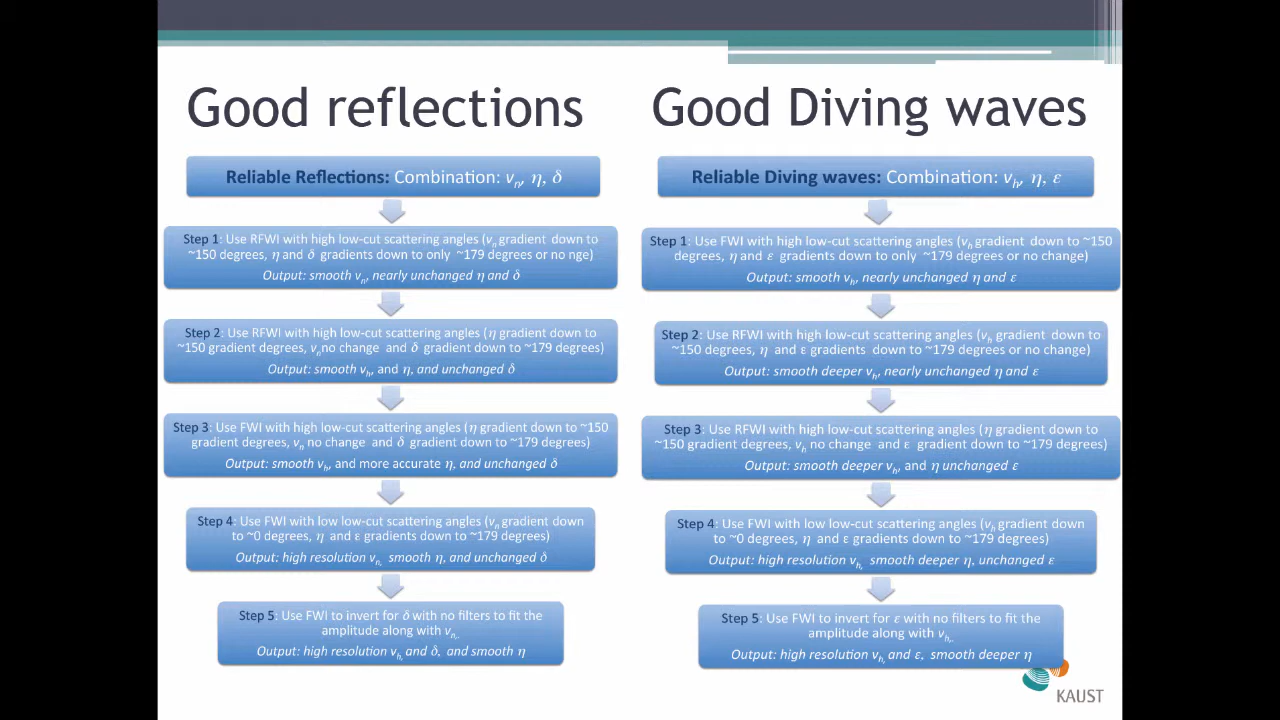 Good reflections
Reliable Reflections: Combination: vn, η, δ
Step 1: Use RFWI with high low-cut scattering angles (vn gradient down to
~150 degrees, η and δ gradients down to only ~179 degrees or no nge)
Output: smooth vn, nearly unchanged η and δ
Step 2: Use RFWI with high low-cut scattering angles (η gradient down to
~150 gradient degrees, vn no change and δ gradient down to ~179 degrees)
Output: smooth vh, and η, and unchanged δ
Step 3: Use FWI with high low-cut scattering angles (η gradient down to ~150
gradient degrees, vn no change and δ gradient down to ~179 degrees)
Output: smooth vh, and more accurate η, and unchanged δ
Step 4: Use FWI with low low-cut scattering angles (vn gradient down
to ~0 degrees, η and ε gradients down to ~179 degrees)
Output: high resolution vn, smooth η, and unchanged δ
Step 5: Use FWI to invert for δ with no filters to fit the
amplitude along with vn,.
Output: high resolution vh, and δ, and smooth η
Good Diving waves
Reliable Diving waves: Combination: vh, η, ε
Step 1: Use FWI with high low-cut scattering angles (vh gradient down to ~150
degrees, η and ε gradients down to only ~179 degrees or no change)
Output: smooth vh, nearly unchanged η and ε
Step 2: Use RFWI with high low-cut scattering angles (vh gradient down to
~150 degrees, η and ε gradients down to ~179 degrees or no change)
Output: smooth deeper vh, nearly unchanged η and ε
Step 3: Use RFWI with high low-cut scattering angles (η gradient down to
~150 gradient degrees, vh no change and ε gradient down to ~179 degrees)
Output: smooth deeper vh, and η unchanged ε
Step 4: Use FWI with low low-cut scattering angles (vh gradient down
to ~0 degrees, η and ε gradients down to ~179 degrees)
Output: high resolution vh, smooth deeper η, unchanged ε
Step 5: Use FWI to invert for ε with no filters to fit the
amplitude along with vh,.
Output: high resolution vh, and ε, smooth deeper η
KAUST